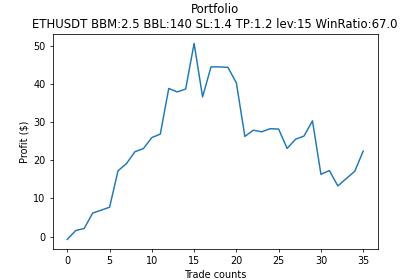 Portfolio
ETHUSDT BBM:2.5 BBL:140 SL:1.4 TP:1.2 lev:15 WinRatio:67.0
50
40
30
20
10
0
Profit ($)
0 5 10 15 20 25 30 35
Trade counts